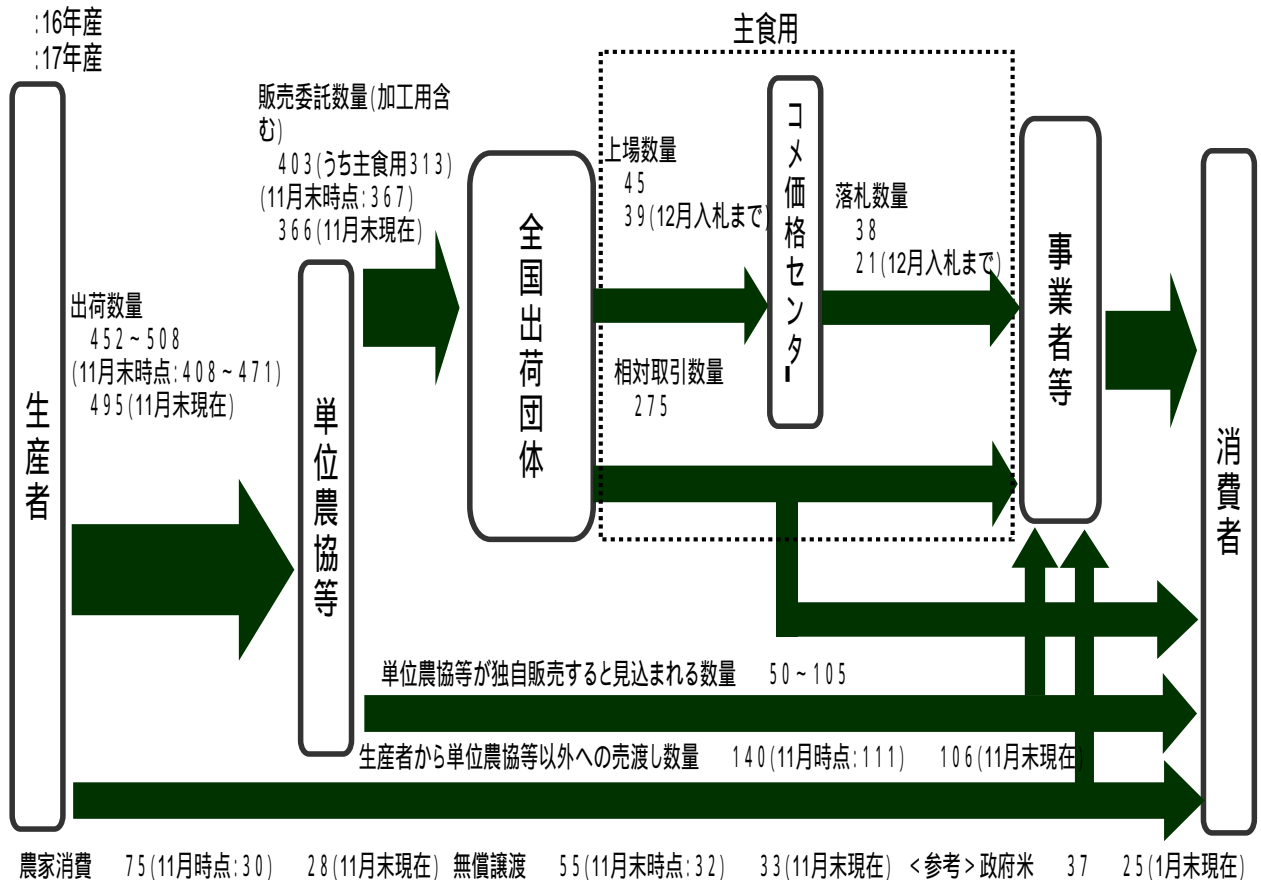 :16年産
:17年産
主食用
販売委託数量(加工用含
む)
403(うち主食用313)
(11月末時点:367)
366(11月末現在)
出荷数量
452~508
(11月末時点:408~471)
495(11月末現在)
上場数量
45
39(12月入札まで)
落札数量
38
21(12月入札まで)
相対取引数量
275
生産者
単位農協等
全国出荷団体
コメ価格センター
事業者等
消費者
単位農協等が独自販売すると見込まれる数量 50~105
生産者から単位農協等以外への売渡し数量 140(11月時点:111) 106(11月末現在)
農家消費 75(11月時点:30) 28(11月末現在) 無償譲渡 55(11月末時点:32) 33(11月末現在) <参考>政府米 37 25(1月末現在)